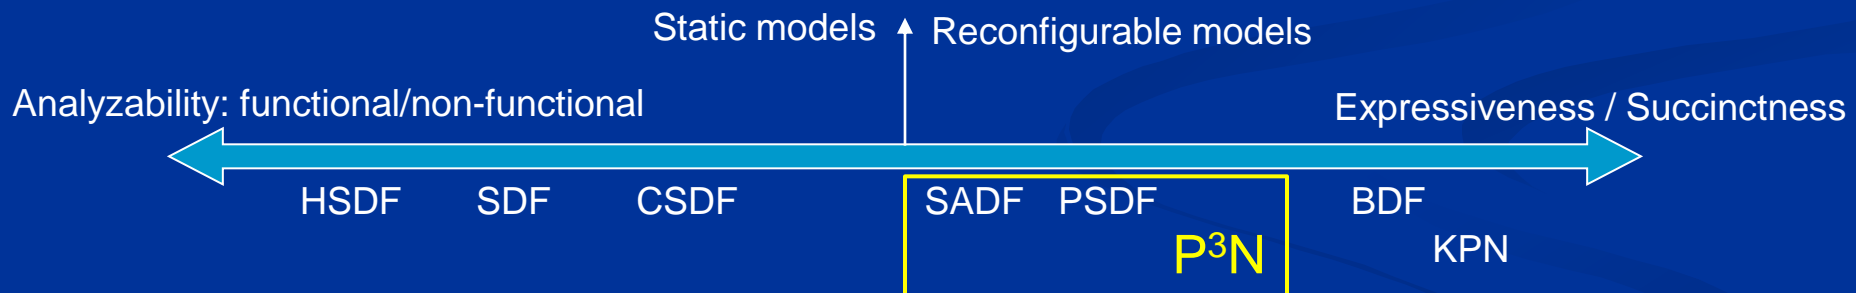 Static models Reconfigurable models
Analyzability: functional/non-functional Expressiveness / Succinctness
HSDF SDF CSDF SADF PSDF BDF
P³N KPN